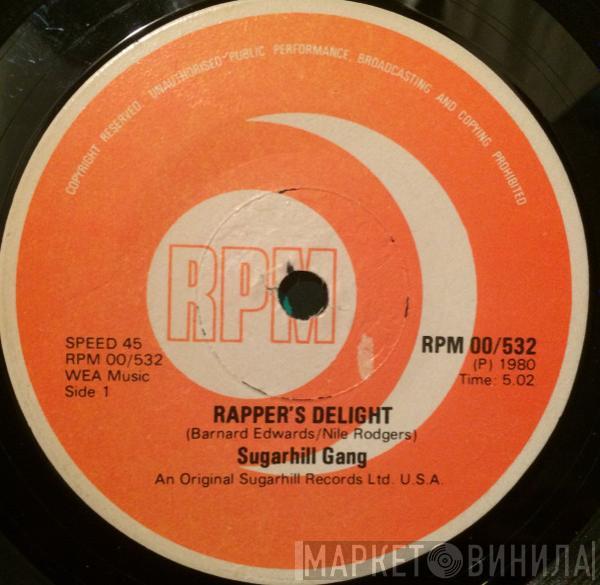 COPYRIGHT RESERVED. UNAUTHORISED PUBLIC PERFORMANCE, BROADCASTING AND COPYING PROHIBITED
RPM
SPEED 45
RPM 00/532
WEA Music
Side 1
RPM 00/532
(P) 1980
Time: 5.02
RAPPER'S DELIGHT
(Barnard Edwards/Nile Rodgers)
Sugarhill Gang
An Original Sugarhill Records Ltd. U.S.A.
МАРКЕТ ВИНИЛА